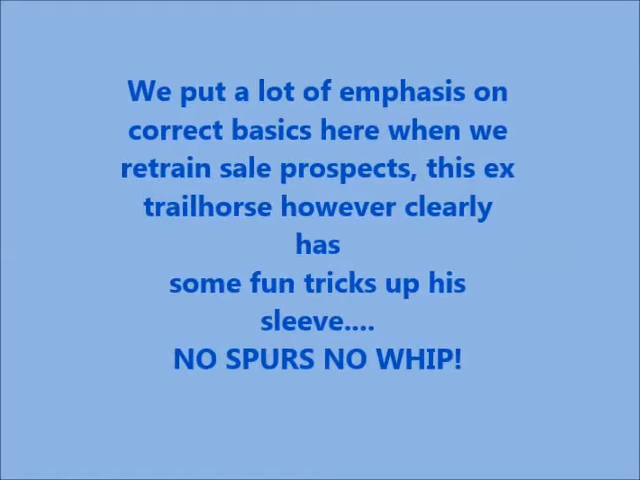 We put a lot of emphasis on
correct basics here when we
retrain sale prospects, this ex
trailhorse however clearly
has
some fun tricks up his
sleeve....
NO SPURS NO WHIP!